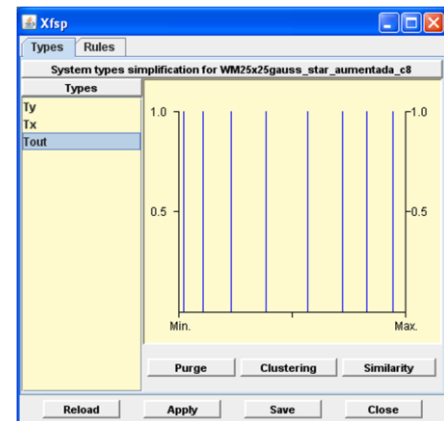 Xfsp
Types Rules
System types simplification for WM25x25gauss_star_aumentada_c8
Types
Ty
Tx
Tout
1.0 1.0
0.5 0.5
Min. Max.
Purge Clustering Similarity
Reload Apply Save Close